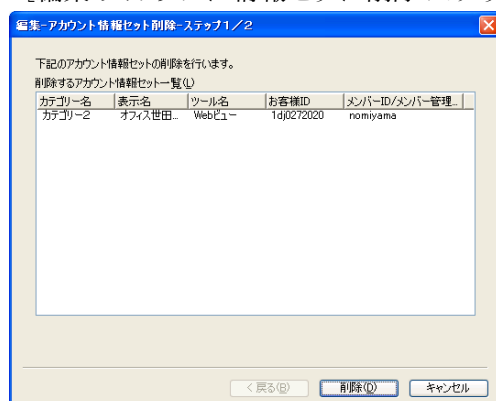 編集-アカウント情報セット削除-ステップ1/2
下記のアカウント情報セットの削除を行います。
削除するアカウント情報セット一覧(L)
カテゴリー名 表示名 ツール名 お客様ID メンバーID/メンバー管理...
カテゴリー2 オフィス世田... Webビュー 1dj0272020 nomiyama
< 戻る(B) 削除(D) キャンセル